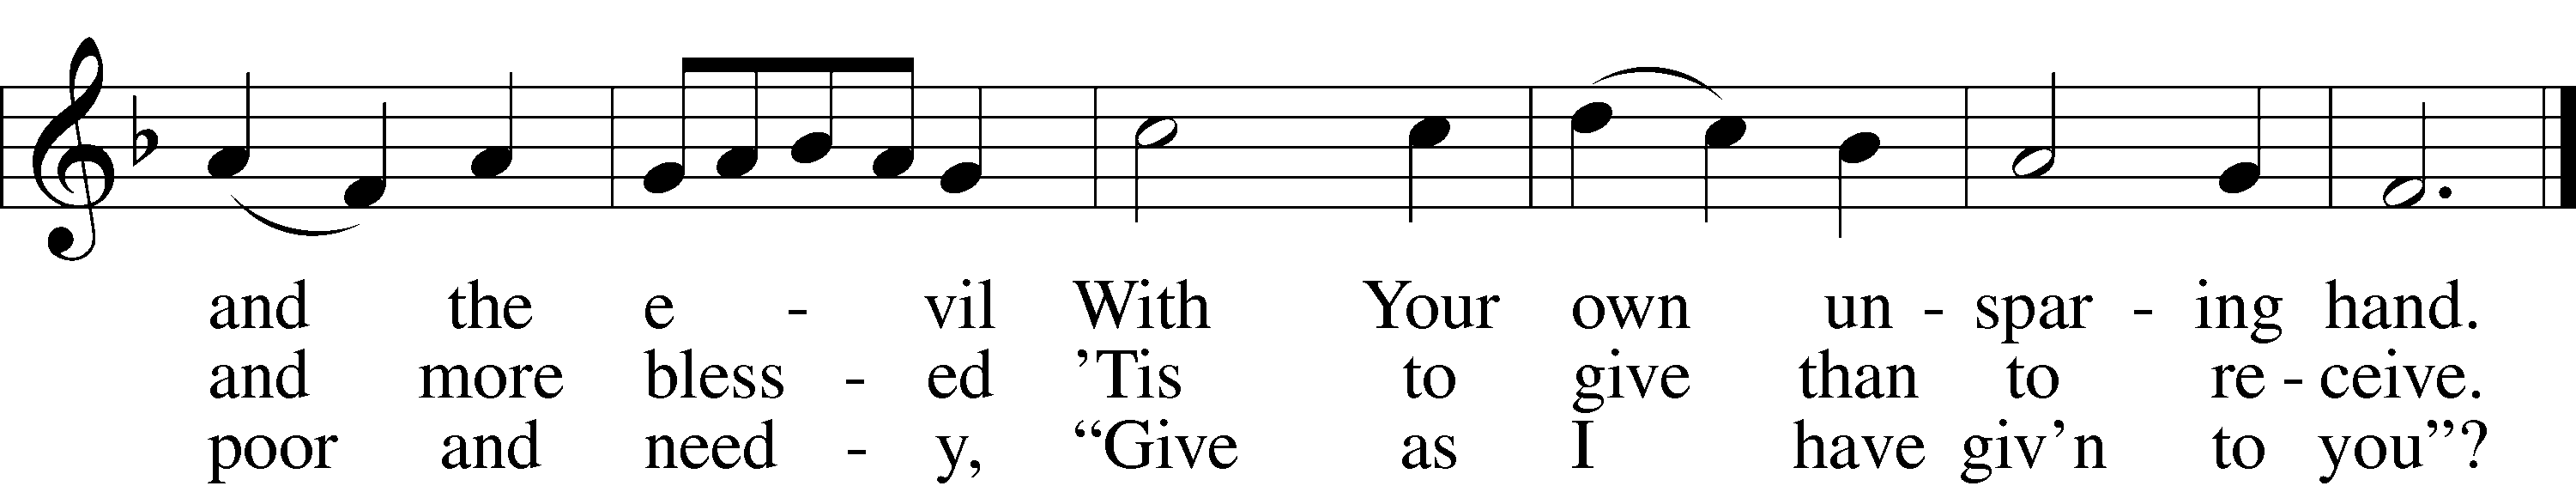 and the e - vil With Your own un - spar - ing hand.
and more bless - ed ’Tis to give than to re - ceive.
poor and need - y, “Give as I have giv’n to you”?